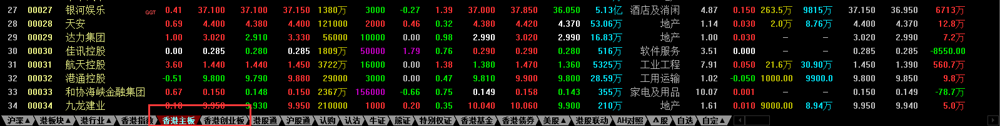 27 00027 银河娱乐 GGT 0.41 37.100 37.100 37.150 1380万 3000 -0.27 1.39 37.000 37.850 36.050 5.13亿 酒店及消闲 4.87 0.150 263.5万 9815万 37.150 36.950 6713万
28 00028 天安 0.69 4.400 4.380 4.400 121000 2000 0.46 0.32 4.380 4.420 4.370 53.06万 地产 1.14 0.030 2.0万 8.76万 4.400 4.370 12.8万
29 00029 达力集团 1.00 3.020 2.910 3.330 56000 10000 0.00 0.98 2.990 3.020 2.990 16.83万 地产 1.00 0.030 — — 3.020 2.990 7.2万
30 00030 佳讯控股 0.00 0.285 0.280 0.285 1809万 50000 1.79 0.76 0.290 0.290 0.280 516万 软件服务 3.51 0.000 — — 0.285 0.285 -8550.00
31 00031 航天控股 3.60 1.440 1.440 1.450 3722万 16000 0.00 1.38 1.380 1.470 1.360 5325万 工业工程 7.91 0.050 21.6万 30.90万 1.450 1.390 560.7万
32 00032 港通控股 -0.51 9.800 9.790 9.880 29000 3000 0.00 0.47 9.810 9.900 9.800 28.59万 工用运输 1.02 -0.050 1000.00 9900.0 9.800 9.850 9.8万
33 00033 和协海峡金融集团 0.67 0.150 0.148 0.150 2367万 156000 -0.66 0.75 0.149 0.158 0.143 355万 家电及用品 10.07 0.001 — — 0.150 0.149 -78.7万
34 00034 九龙建业 0.10 9.950 9.930 9.950 210000 1000 0.20 0.35 10.040 10.060 9.900 209万 地产 1.61 0.010 9000.00 8.94万 9.950 9.940 5.0万
沪深▲ 港板块▲ 港行业▲ 香港指数 香港主板 香港创业板 港股通 沪股通 认购 认沽 牛证 熊证 特别权证 香港基金 香港债券 美股▲ 港股联动 AH对照 A股 自选 自定▲